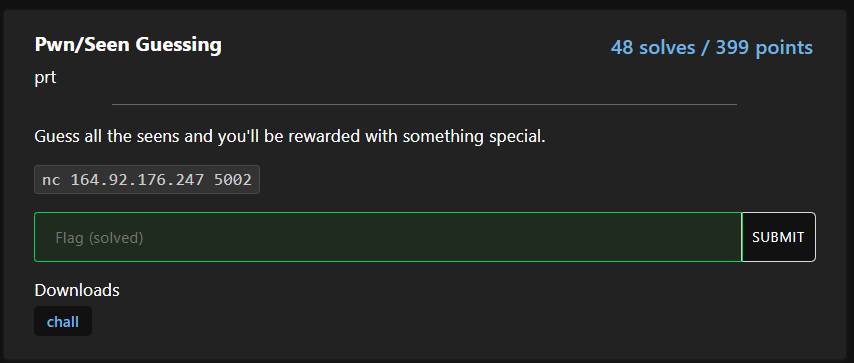 Pwn/Seen Guessing
48 solves / 399 points
prt
Guess all the seens and you'll be rewarded with something special.
nc 164.92.176.247 5002
Flag (solved)
SUBMIT
Downloads
chall